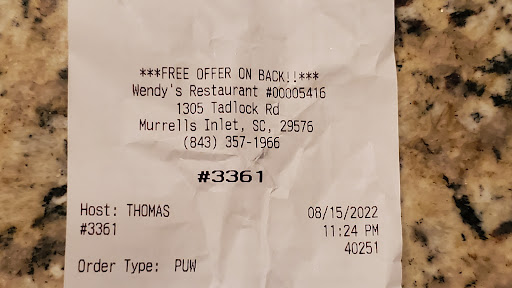 ***FREE OFFER ON BACK!!***
Wendy's Restaurant #00005416
1305 Tadlock Rd
Murrells Inlet, SC, 29576
(843) 357-1966
#3361
Host: THOMAS 08/15/2022
#3361 11:24 PM
40251
Order Type: PUW